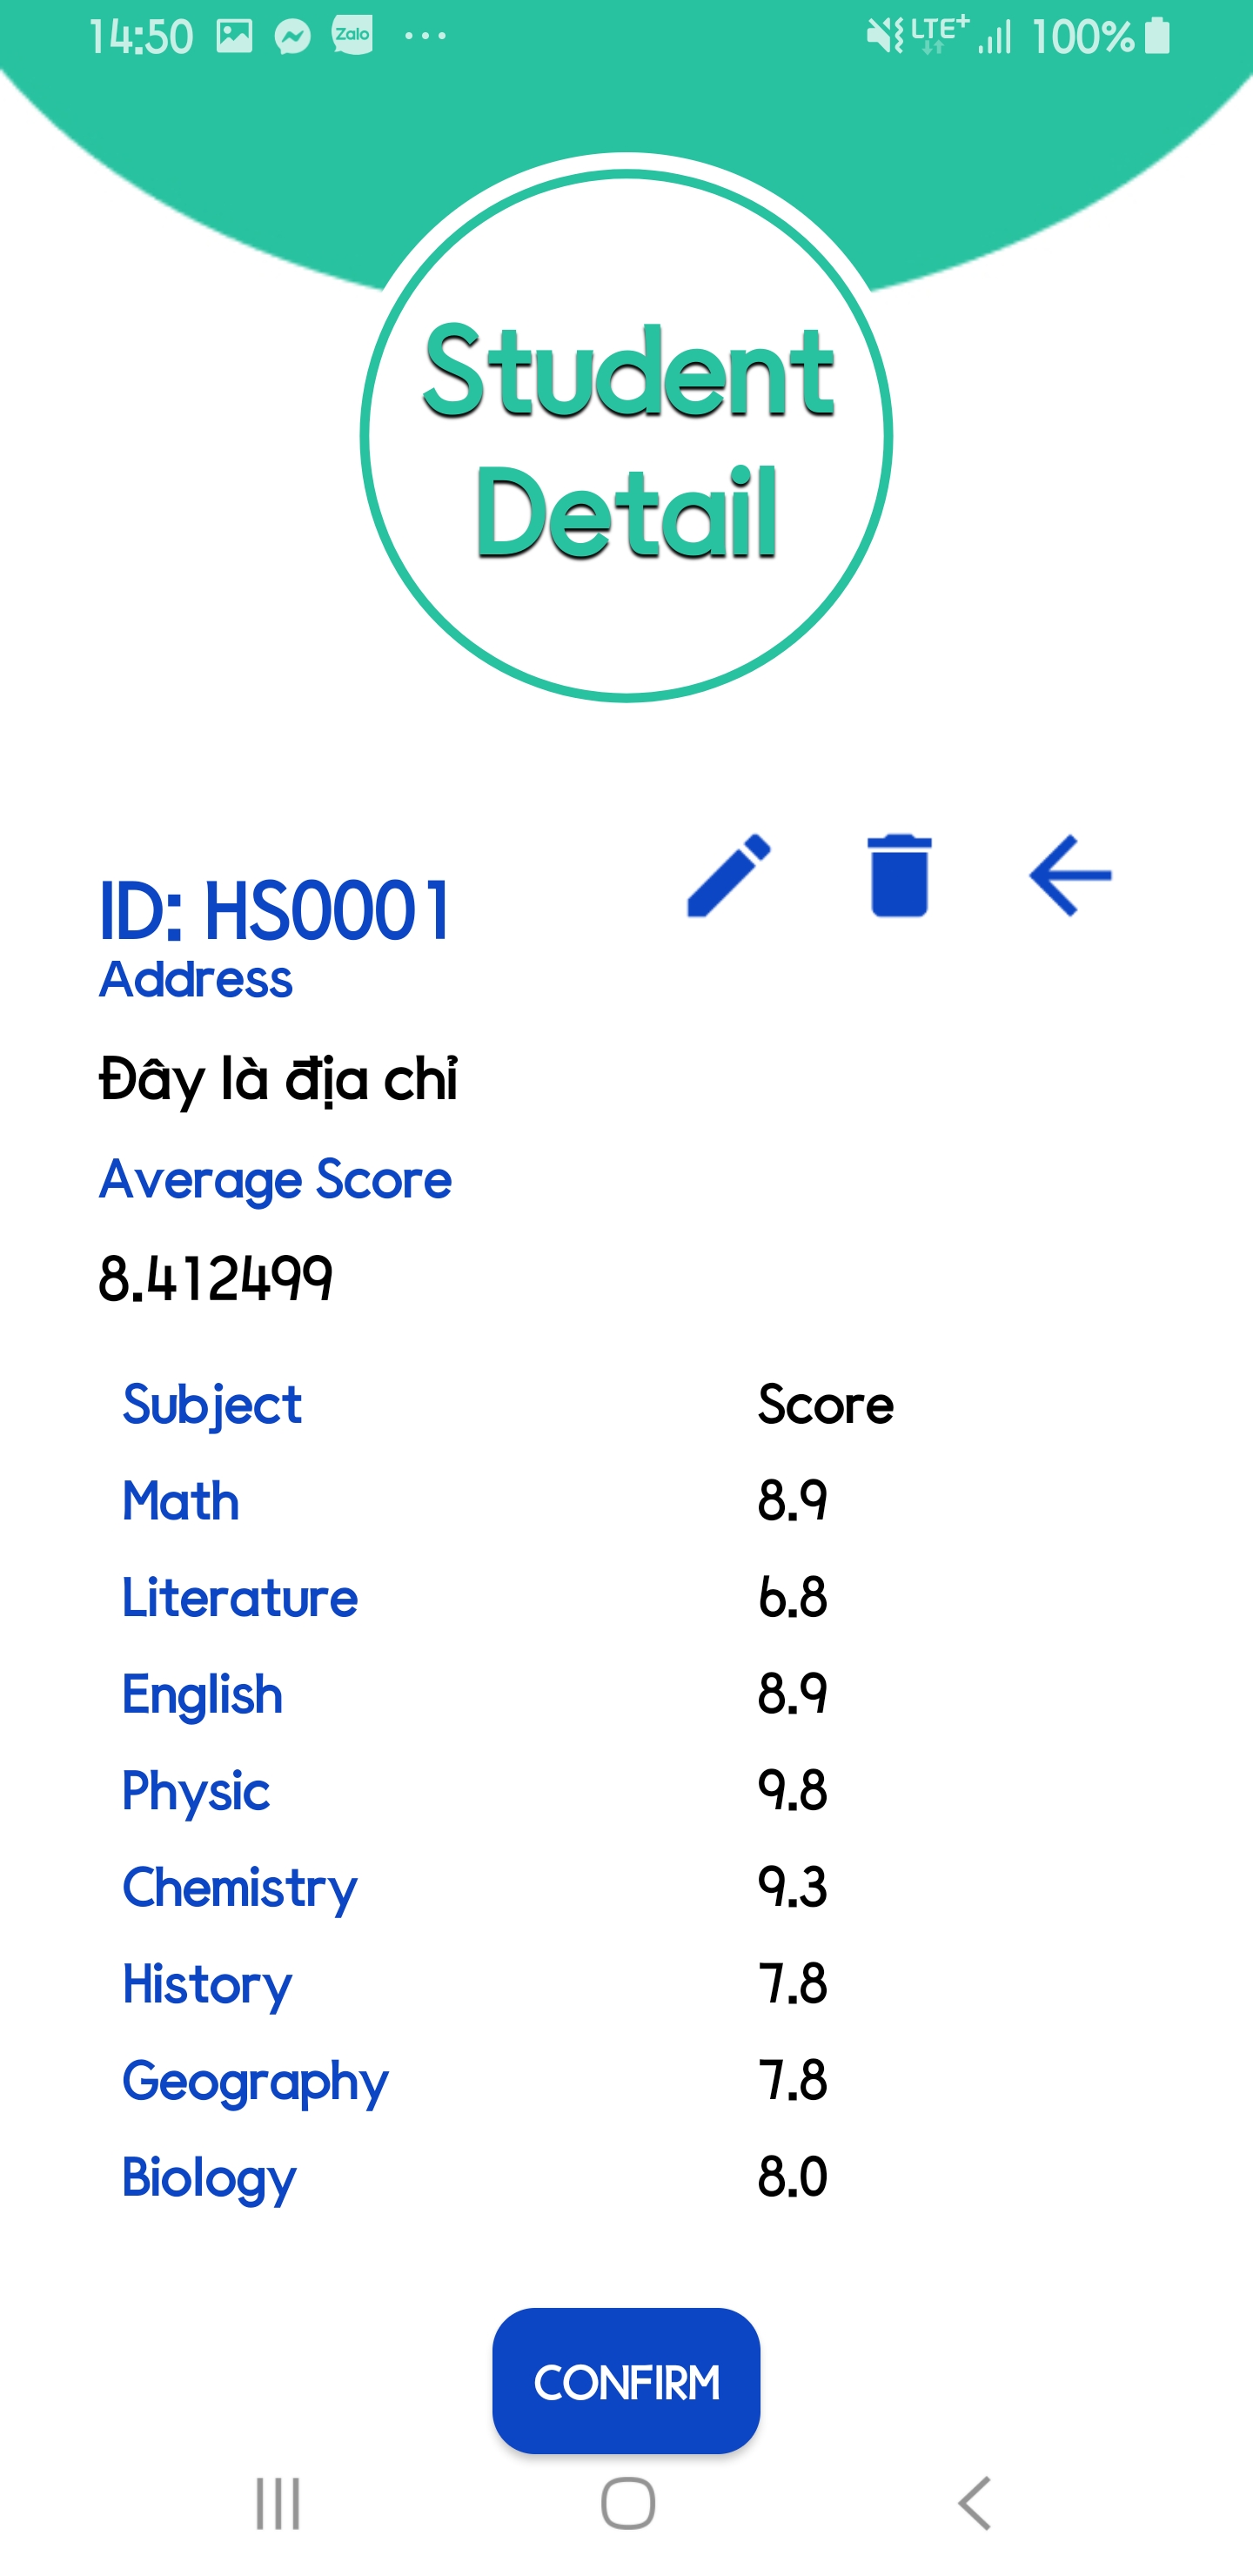 14:50 Zalo LTE+ 100%
Student
Detail
ID: HS0001
Address
Đây là địa chỉ
Average Score
8.412499
Subject Score
Math 8.9
Literature 6.8
English 8.9
Physic 9.8
Chemistry 9.3
History 7.8
Geography 7.8
Biology 8.0
CONFIRM